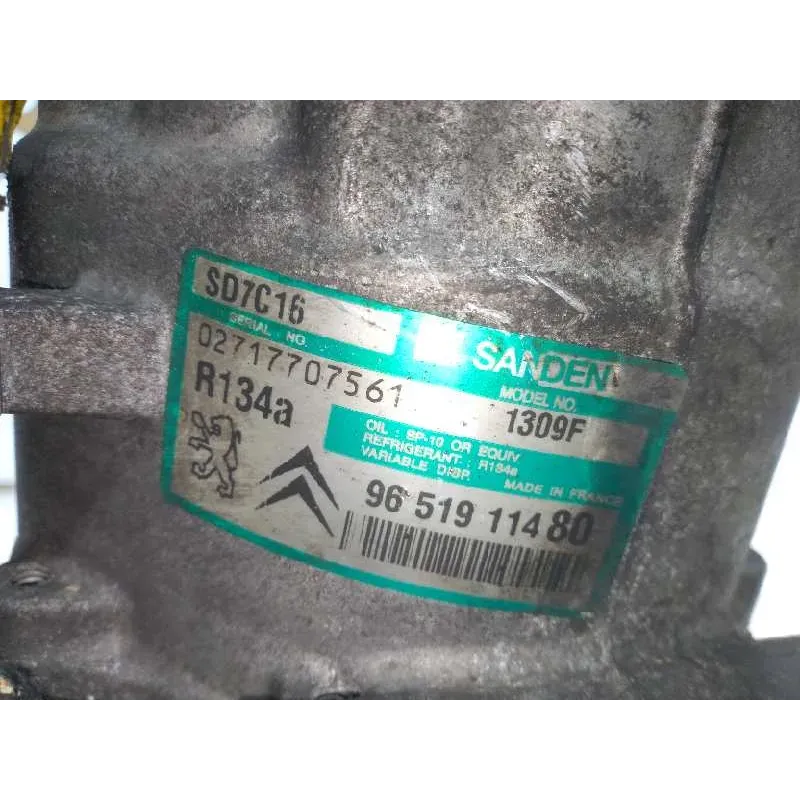 SD7C16
SERIAL NO.
02717707561
SANDEN
R134a
MODEL NO.
1309F
OIL : SP-10 OR EQUIV
REFRIGERANT : R134a
VARIABLE DISP.
MADE IN FRANCE
96 519 114 80